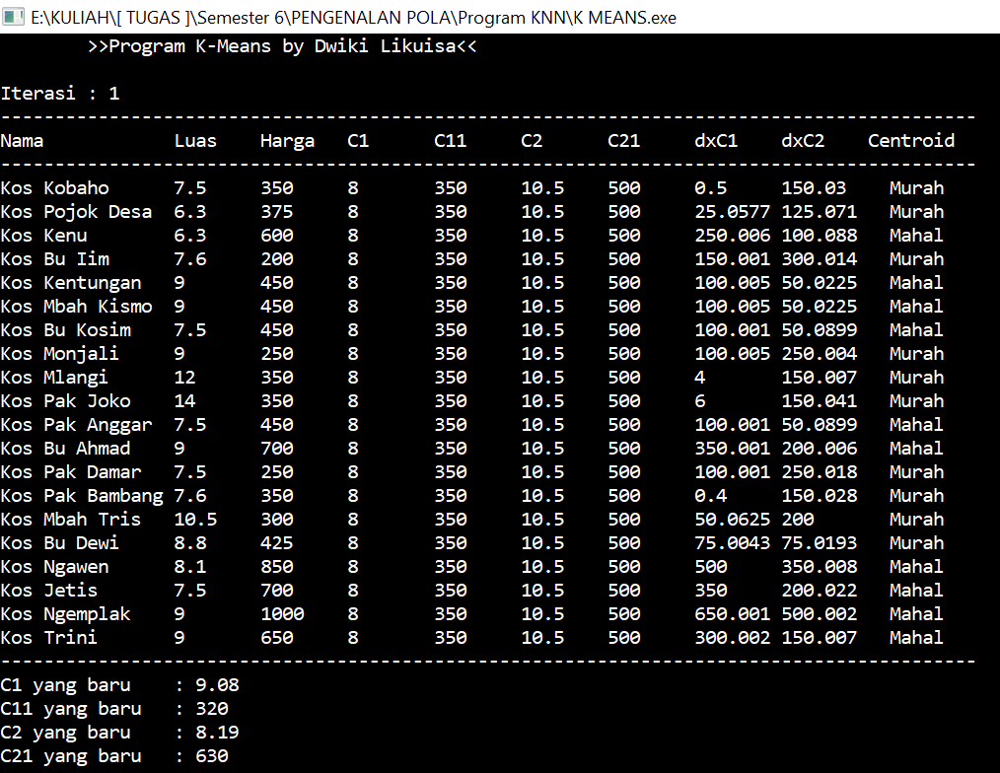 E:\KULIAH\[ TUGAS ]\Semester 6\PENGENALAN POLA\Program KNN\K MEANS.exe
>>Program K-Means by Dwiki Likuisa<<
Iterasi : 1
---------------------------------------------------------------------------------
Nama Luas Harga C1 C11 C2 C21 dxC1 dxC2 Centroid
---------------------------------------------------------------------------------
Kos Kobaho 7.5 350 8 350 10.5 500 0.5 150.03 Murah
Kos Pojok Desa 6.3 375 8 350 10.5 500 25.0577 125.071 Murah
Kos Kenu 6.3 600 8 350 10.5 500 250.006 100.088 Mahal
Kos Bu Iim 7.6 200 8 350 10.5 500 150.001 300.014 Murah
Kos Kentungan 9 450 8 350 10.5 500 100.005 50.0225 Mahal
Kos Mbah Kismo 9 450 8 350 10.5 500 100.005 50.0225 Mahal
Kos Bu Kosim 7.5 450 8 350 10.5 500 100.001 50.0899 Mahal
Kos Monjali 9 250 8 350 10.5 500 100.005 250.004 Murah
Kos Mlangi 12 350 8 350 10.5 500 4 150.007 Murah
Kos Pak Joko 14 350 8 350 10.5 500 6 150.041 Murah
Kos Pak Anggar 7.5 450 8 350 10.5 500 100.001 50.0899 Mahal
Kos Bu Ahmad 9 700 8 350 10.5 500 350.001 200.006 Mahal
Kos Pak Damar 7.5 250 8 350 10.5 500 100.001 250.018 Murah
Kos Pak Bambang 7.6 350 8 350 10.5 500 0.4 150.028 Murah
Kos Mbah Tris 10.5 300 8 350 10.5 500 50.0625 200 Murah
Kos Bu Dewi 8.8 425 8 350 10.5 500 75.0043 75.0193 Murah
Kos Ngawen 8.1 850 8 350 10.5 500 500 350.008 Mahal
Kos Jetis 7.5 700 8 350 10.5 500 350 200.022 Mahal
Kos Ngemplak 9 1000 8 350 10.5 500 650.001 500.002 Mahal
Kos Trini 9 650 8 350 10.5 500 300.002 150.007 Mahal
---------------------------------------------------------------------------------
C1 yang baru : 9.08
C11 yang baru : 320
C2 yang baru : 8.19
C21 yang baru : 630